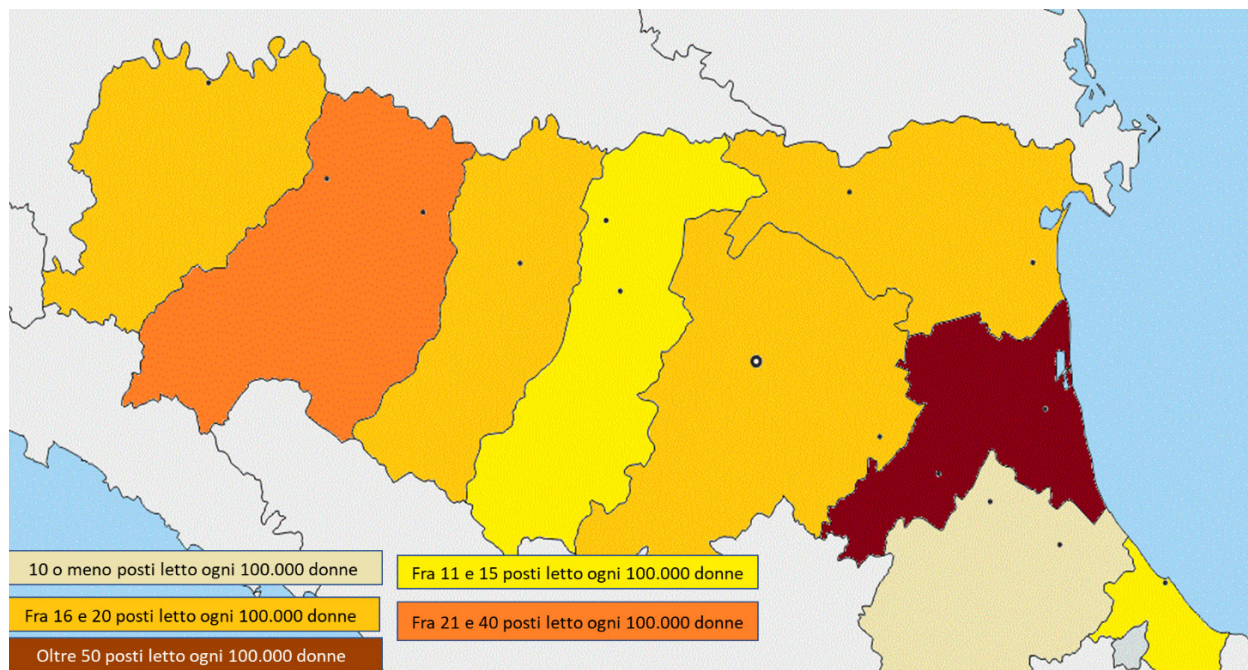 10 o meno posti letto ogni 100.000 donne
Fra 11 e 15 posti letto ogni 100.000 donne
Fra 16 e 20 posti letto ogni 100.000 donne
Fra 21 e 40 posti letto ogni 100.000 donne
Oltre 50 posti letto ogni 100.000 donne